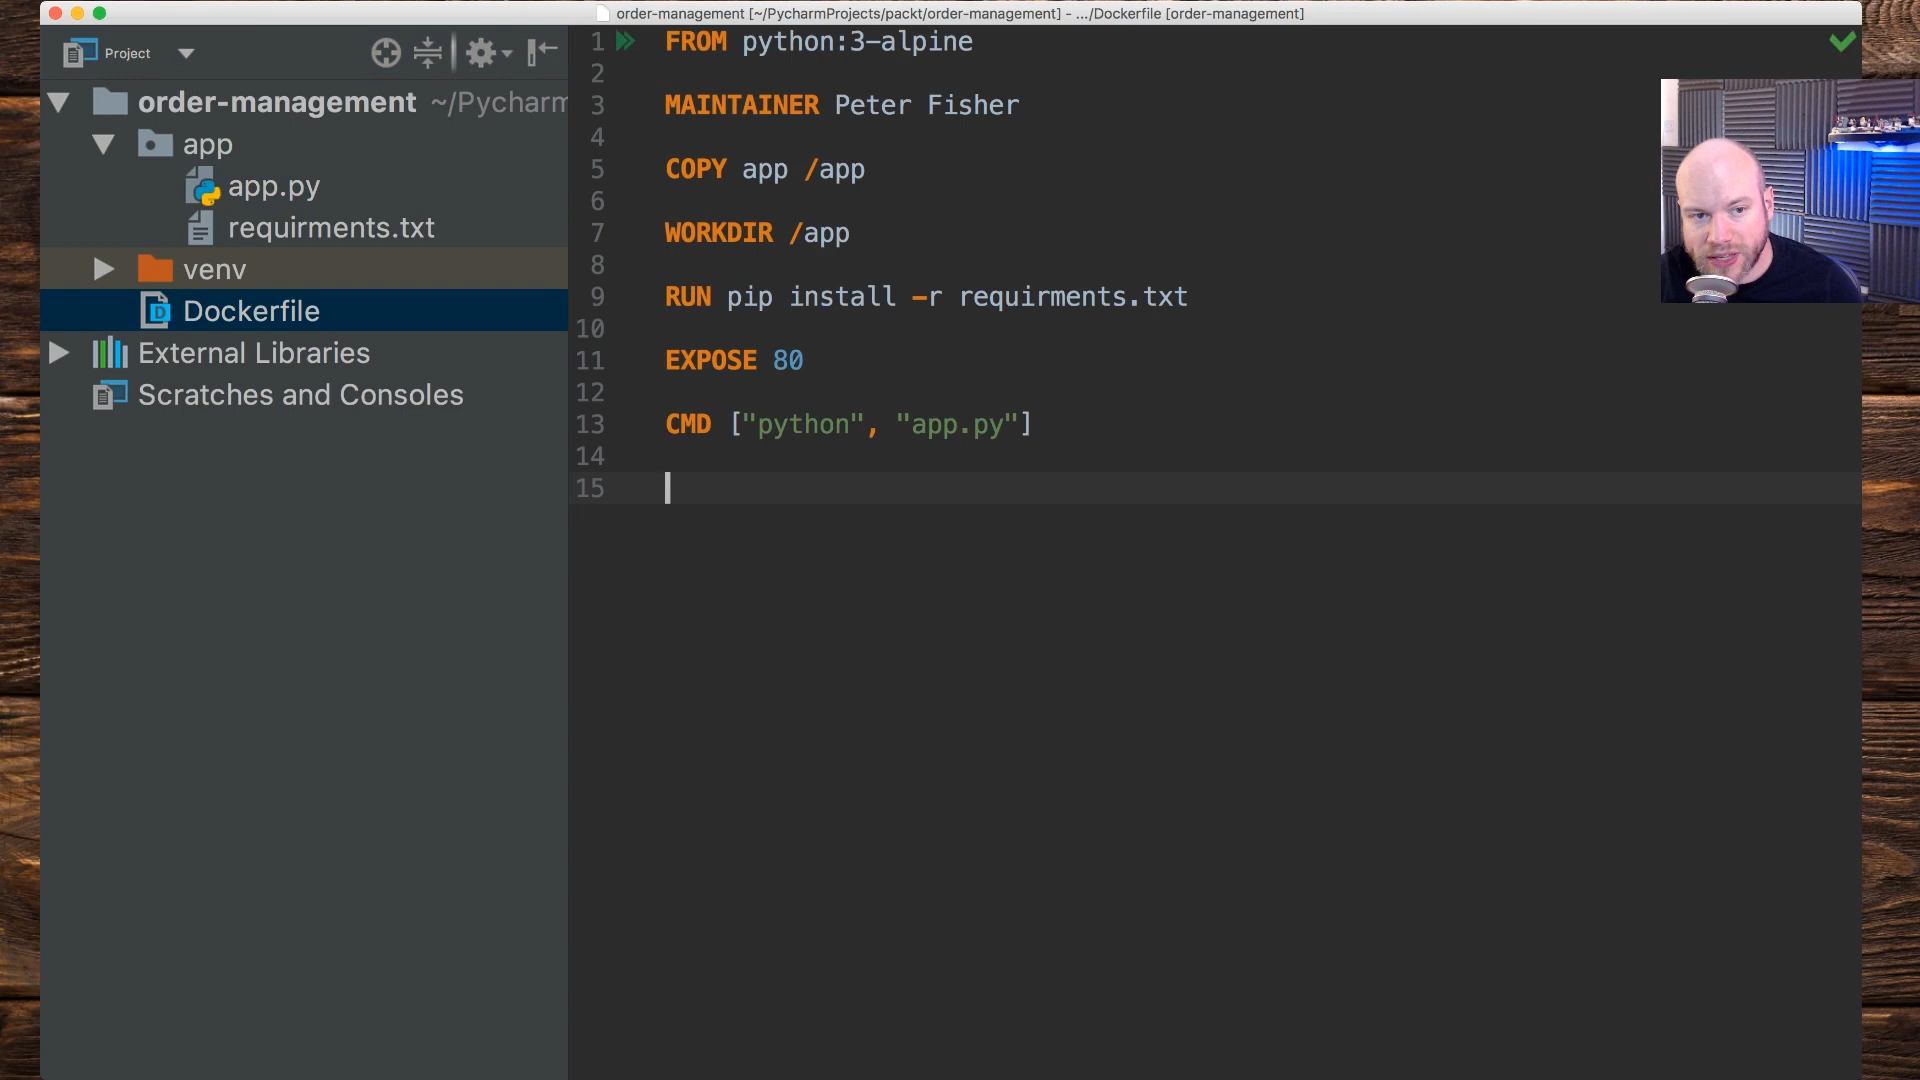 order-management [~/PycharmProjects/packt/order-management] - .../Dockerfile [order-management]
Project
order-management ~/Pycharm
app
app.py
requirments.txt
venv
Dockerfile
External Libraries
Scratches and Consoles
1 FROM python:3-alpine
2
3 MAINTAINER Peter Fisher
4
5 COPY app /app
6
7 WORKDIR /app
8
9 RUN pip install -r requirments.txt
10
11 EXPOSE 80
12
13 CMD ["python", "app.py"]
14
15